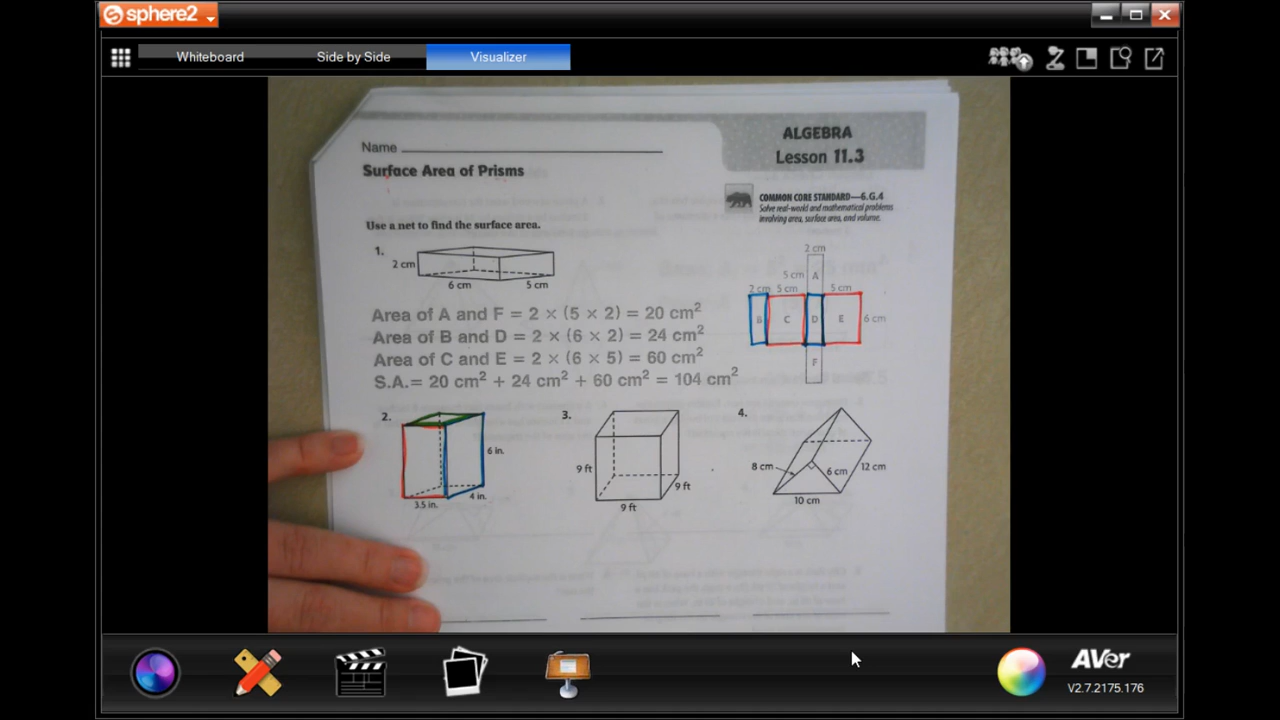 sphere2
Whiteboard
Side by Side
Visualizer
Name
ALGEBRA
Lesson 11.3
Surface Area of Prisms
COMMON CORE STANDARD—6.G.4
Solve real-world and mathematical problems
involving area, surface area, and volume.
Use a net to find the surface area.
1.
2 cm
6 cm
5 cm
2 cm
5 cm
A
2 cm
5 cm
5 cm
B
C
D
E
6 cm
F
Area of A and F = 2 × (5 × 2) = 20 cm²
Area of B and D = 2 × (6 × 2) = 24 cm²
Area of C and E = 2 × (6 × 5) = 60 cm²
S.A.= 20 cm² + 24 cm² + 60 cm² = 104 cm²
2.
6 in.
4 in.
3.5 in.
3.
9 ft
9 ft
9 ft
4.
8 cm
6 cm
12 cm
10 cm
AVer
V2.7.2175.176